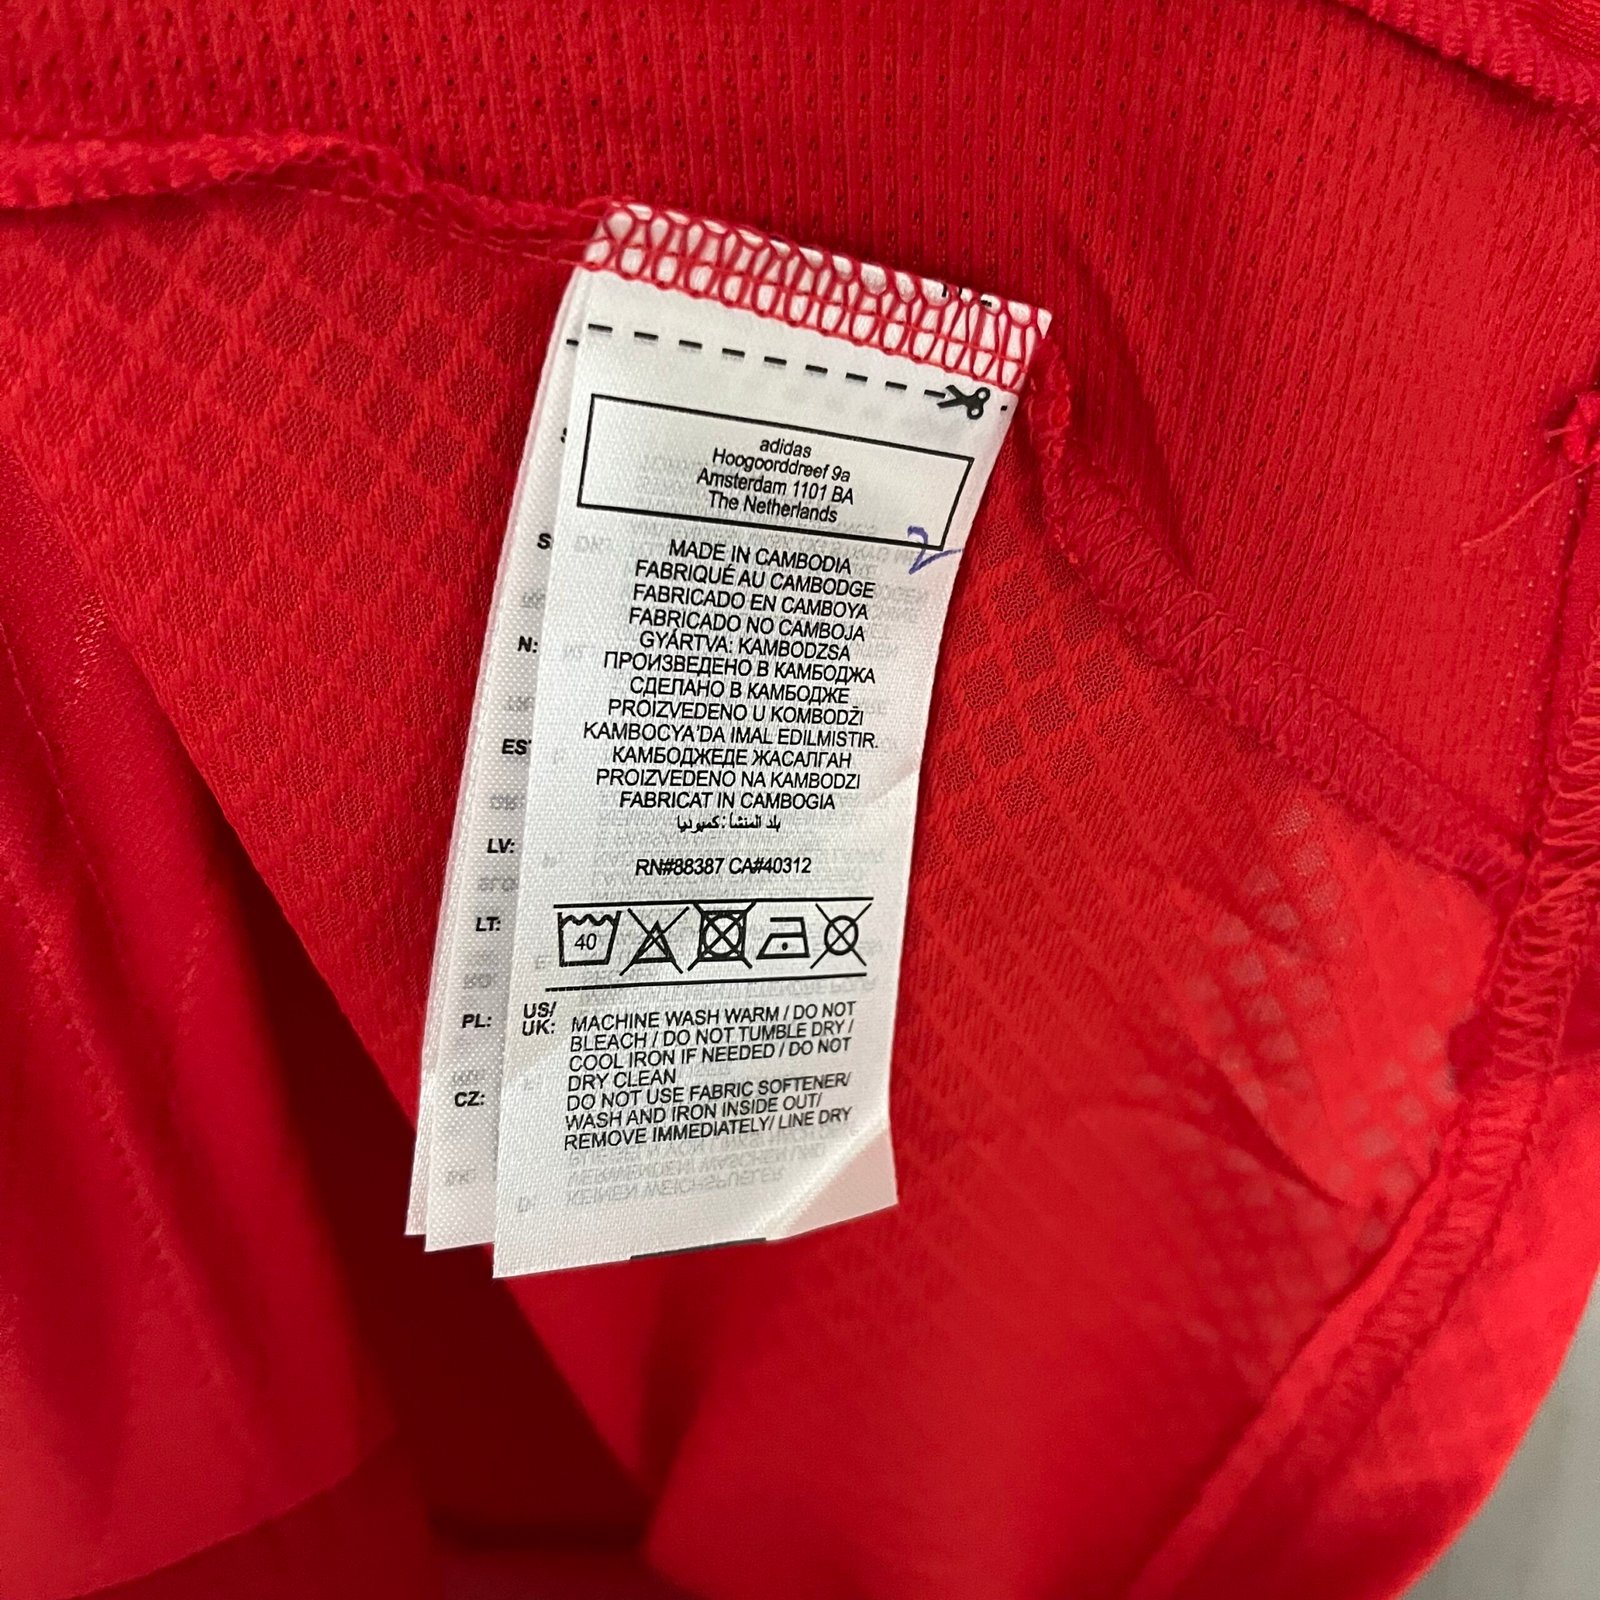 adidas
Hoogoorddreef 9a
Amsterdam 1101 BA
The Netherlands
2
MADE IN CAMBODIA
FABRIQUÉ AU CAMBODGE
FABRICADO EN CAMBOYA
FABRICADO NO CAMBOJA
GYÁRTVA: KAMBODZSA
ПРОИЗВЕДЕНО В КАМБОДЖА
СДЕЛАНО В КАМБОДЖЕ
PROIZVEDENO U KOMBODŽI
KAMBOCYA'DA IMAL EDILMISTIR.
КАМБОДЖЕДЕ ЖАСАЛГАН
PROIZVEDENO NA KAMBODZI
FABRICAT IN CAMBOGIA
بلد المنشأ: كمبوديا
RN#88387 CA#40312
40
US/
UK: MACHINE WASH WARM / DO NOT
BLEACH / DO NOT TUMBLE DRY /
COOL IRON IF NEEDED / DO NOT
DRY CLEAN
DO NOT USE FABRIC SOFTENER/
WASH AND IRON INSIDE OUT/
REMOVE IMMEDIATELY/ LINE DRY
N:
EST
LV:
LT:
PL:
CZ: